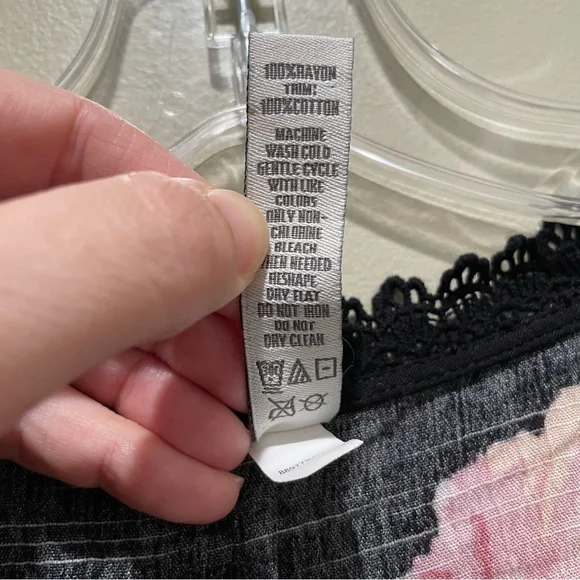 100%RAYON
TRIM:
100%COTTON
MACHINE
WASH COLD
GENTLE CYCLE
WITH LIKE
COLORS
ONLY NON-
CHLORINE
BLEACH
WHEN NEEDED
RESHAPE
DRY FLAT
DO NOT IRON
DO NOT
DRY CLEAN